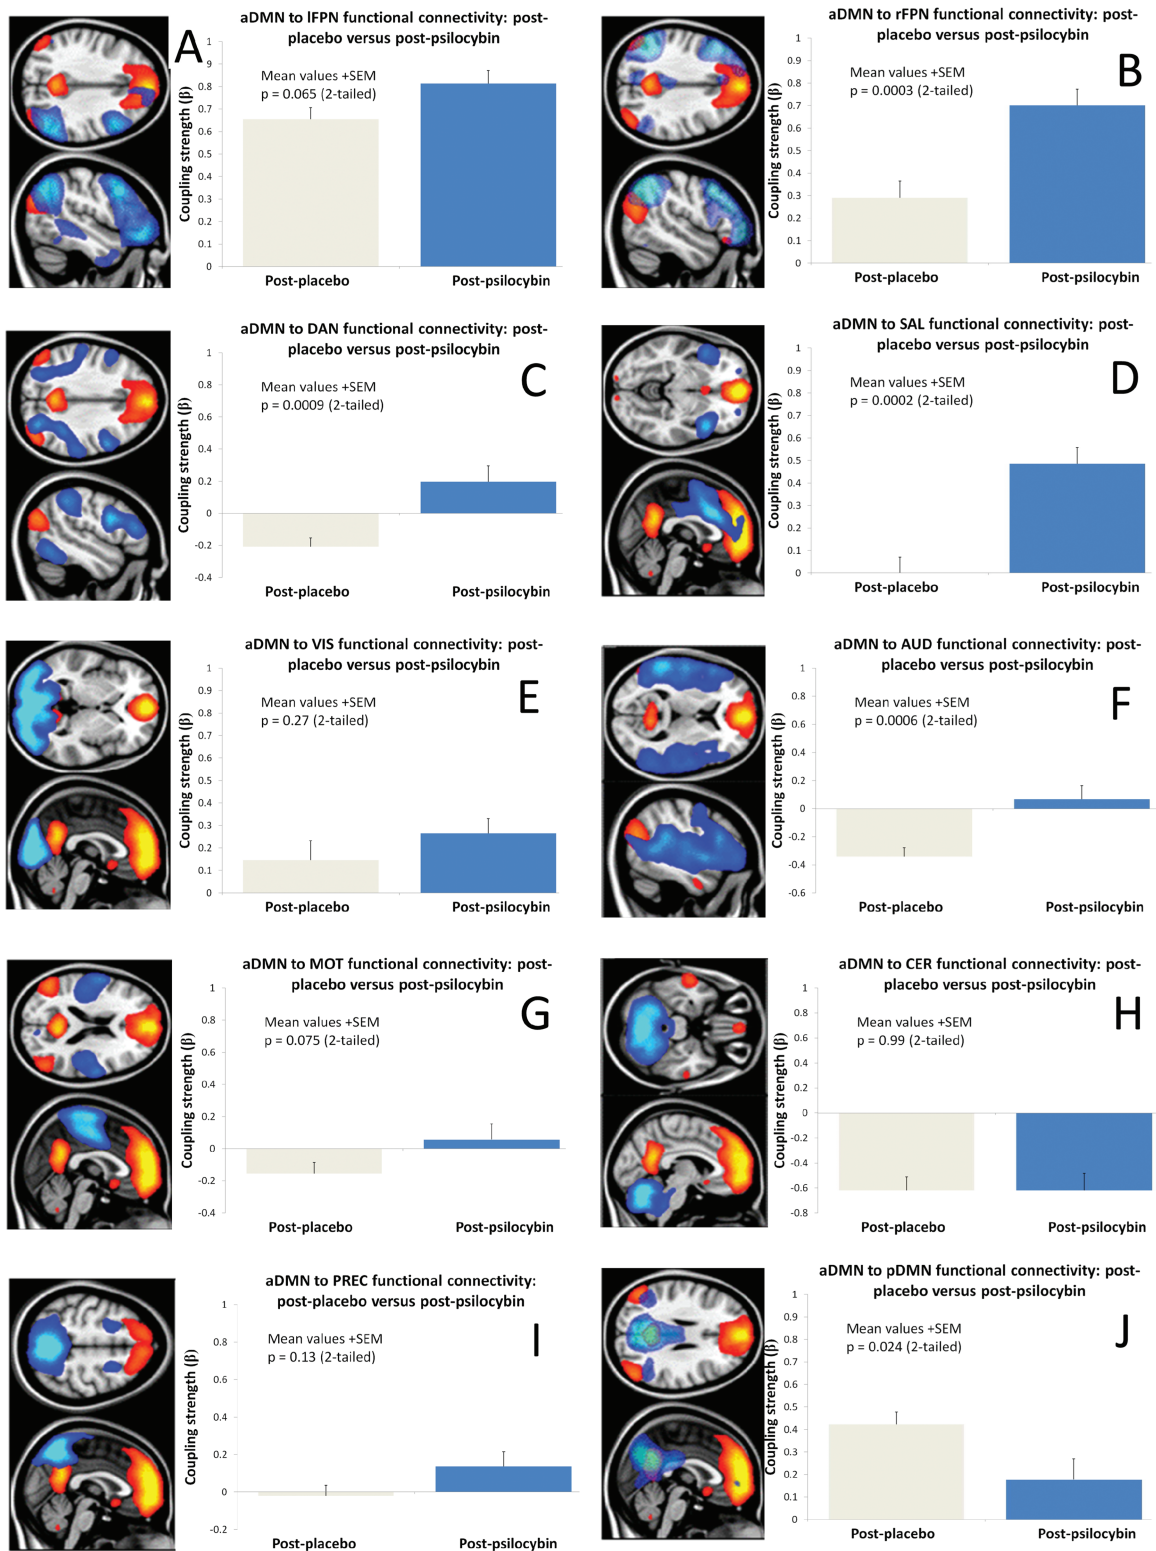 aDMN to lFPN functional connectivity: post-
placebo versus post-psilocybin
A
Mean values +SEM
p = 0.065 (2-tailed)
Coupling strength (β)
1
0.9
0.8
0.7
0.6
0.5
0.4
0.3
0.2
0.1
0
Post-placebo
Post-psilocybin
aDMN to rFPN functional connectivity: post-
placebo versus post-psilocybin
B
Mean values +SEM
p = 0.0003 (2-tailed)
Coupling strength (β)
1
0.9
0.8
0.7
0.6
0.5
0.4
0.3
0.2
0.1
0
Post-placebo
Post-psilocybin
aDMN to DAN functional connectivity: post-
placebo versus post-psilocybin
C
Mean values +SEM
p = 0.0009 (2-tailed)
Coupling strength (β)
1
0.8
0.6
0.4
0.2
0
-0.2
-0.4
Post-placebo
Post-psilocybin
aDMN to SAL functional connectivity: post-
placebo versus post-psilocybin
D
Mean values +SEM
p = 0.0002 (2-tailed)
Coupling strength (β)
1
0.9
0.8
0.7
0.6
0.5
0.4
0.3
0.2
0.1
0
Post-placebo
Post-psilocybin
aDMN to VIS functional connectivity: post-
placebo versus post-psilocybin
E
Mean values +SEM
p = 0.27 (2-tailed)
Coupling strength (β)
1
0.9
0.8
0.7
0.6
0.5
0.4
0.3
0.2
0.1
0
Post-placebo
Post-psilocybin
aDMN to AUD functional connectivity: post-
placebo versus post-psilocybin
F
Mean values +SEM
p = 0.0006 (2-tailed)
Coupling strength (β)
1
0.8
0.6
0.4
0.2
0
-0.2
-0.4
-0.6
Post-placebo
Post-psilocybin
aDMN to MOT functional connectivity: post-
placebo versus post-psilocybin
G
Mean values +SEM
p = 0.075 (2-tailed)
Coupling strength (β)
1
0.8
0.6
0.4
0.2
0
-0.2
-0.4
Post-placebo
Post-psilocybin
aDMN to CER functional connectivity: post-
placebo versus post-psilocybin
H
Mean values +SEM
p = 0.99 (2-tailed)
Coupling strength (β)
1
0.8
0.6
0.4
0.2
0
-0.2
-0.4
-0.6
-0.8
Post-placebo
Post-psilocybin
aDMN to PREC functional connectivity:
post-placebo versus post-psilocybin
I
Mean values +SEM
p = 0.13 (2-tailed)
Coupling strength (β)
1
0.8
0.6
0.4
0.2
0
-0.2
Post-placebo
Post-psilocybin
aDMN to pDMN functional connectivity: post-
placebo versus post-psilocybin
J
Mean values +SEM
p = 0.024 (2-tailed)
Coupling strength (β)
1
0.9
0.8
0.7
0.6
0.5
0.4
0.3
0.2
0.1
0
Post-placebo
Post-psilocybin